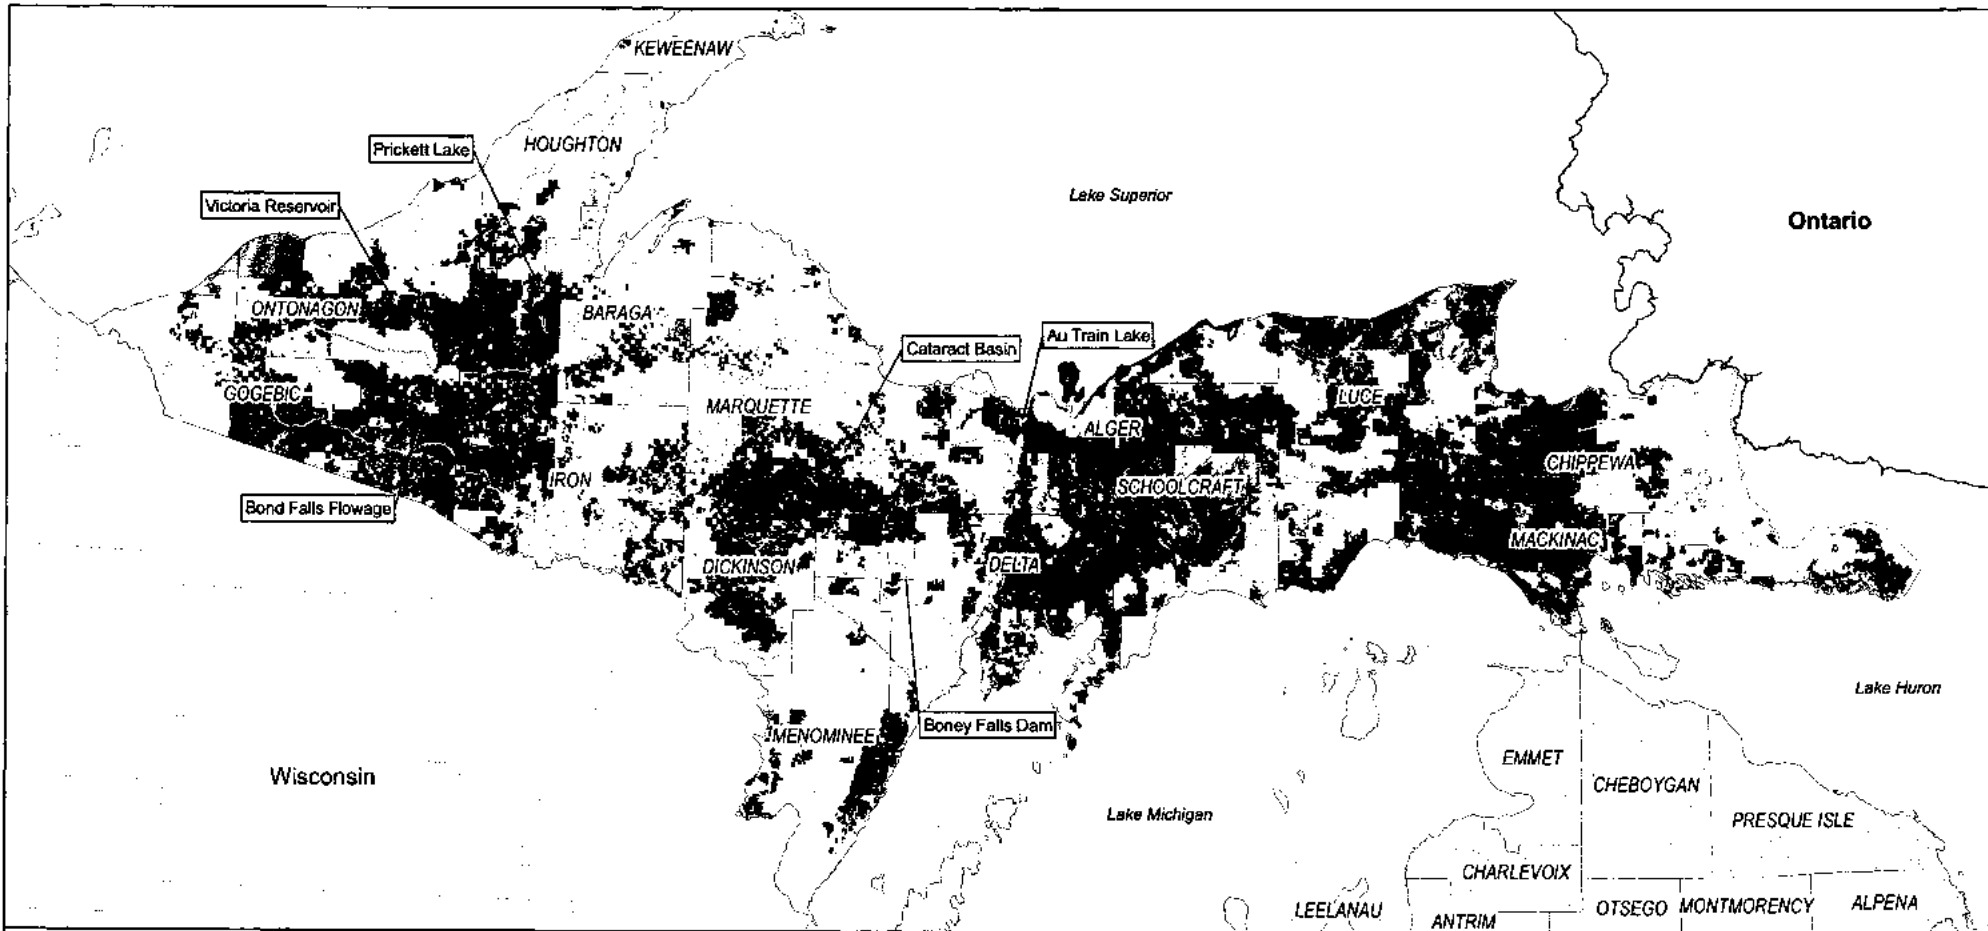 KEWEENAW
HOUGHTON
Prickett Lake
Lake Superior
Victoria Reservoir
Ontario
ONTONAGON
BARAGA
Au Train Lake
Cataract Basin
GOGEBIC
LUCE
MARQUETTE
ALGER
CHIPPEWA
IRON
SCHOOLCRAFT
Bond Falls Flowage
MACKINAC
DICKINSON
DELTA
Lake Huron
Boney Falls Dam
MENOMINEE
EMMET
Wisconsin
CHEBOYGAN
Lake Michigan
PRESQUE ISLE
CHARLEVOIX
LEELANAU
ANTRIM
OTSEGO
MONTMORENCY
ALPENA